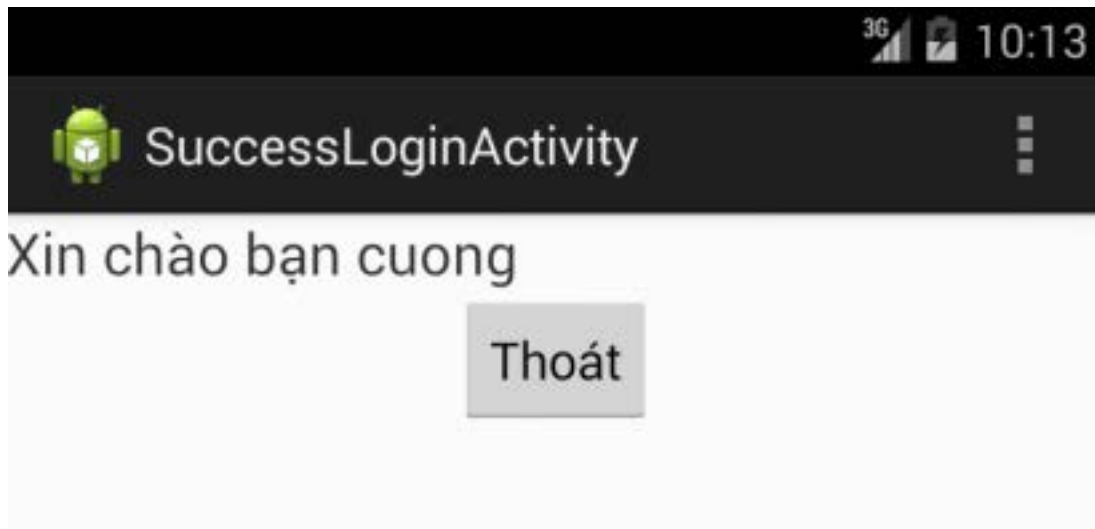 3G 10:13
SuccessLoginActivity
Xin chào bạn cuong
Thoát